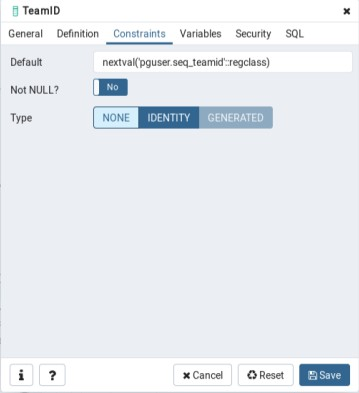 TeamID
General Definition Constraints Variables Security SQL
Default nextval('pguser.seq_teamid'::regclass)
Not NULL? No
Type NONE IDENTITY GENERATED
i ? Cancel Reset Save